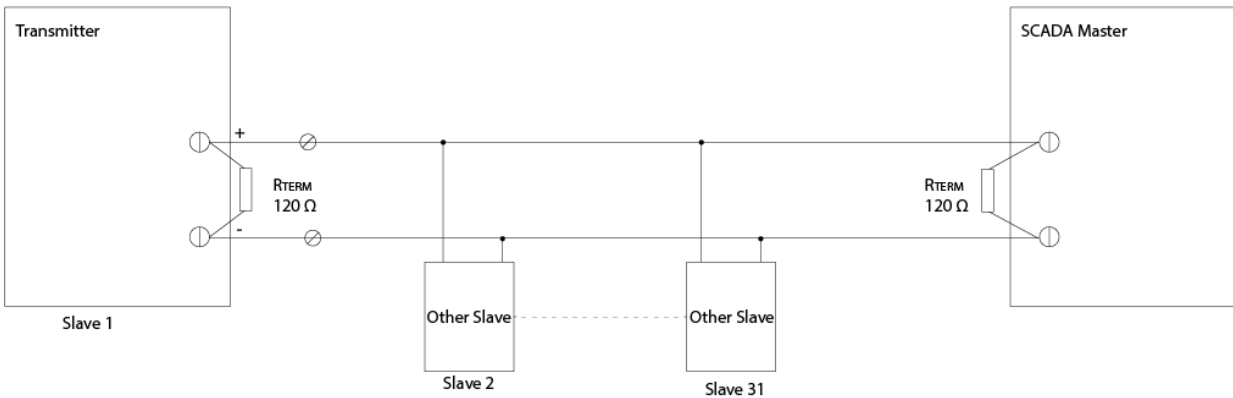 Transmitter
SCADA Master
+
RTERM
120 Ω
RTERM
120 Ω
-
Other Slave
Other Slave
Slave 1
Slave 2
Slave 31